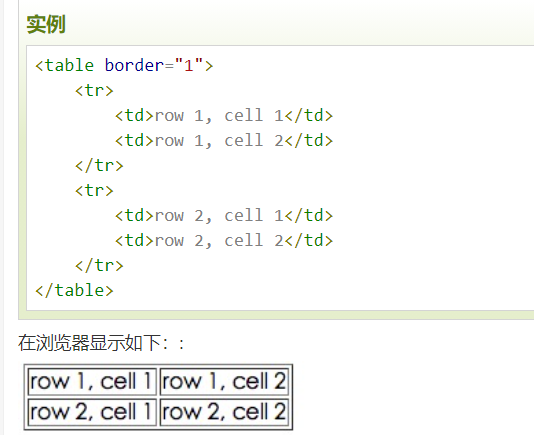 实例
<table border="1">
    <tr>
        <td>row 1, cell 1</td>
        <td>row 1, cell 2</td>
    </tr>
    <tr>
        <td>row 2, cell 1</td>
        <td>row 2, cell 2</td>
    </tr>
</table>
在浏览器显示如下：:
row 1, cell 1 row 1, cell 2
row 2, cell 1 row 2, cell 2